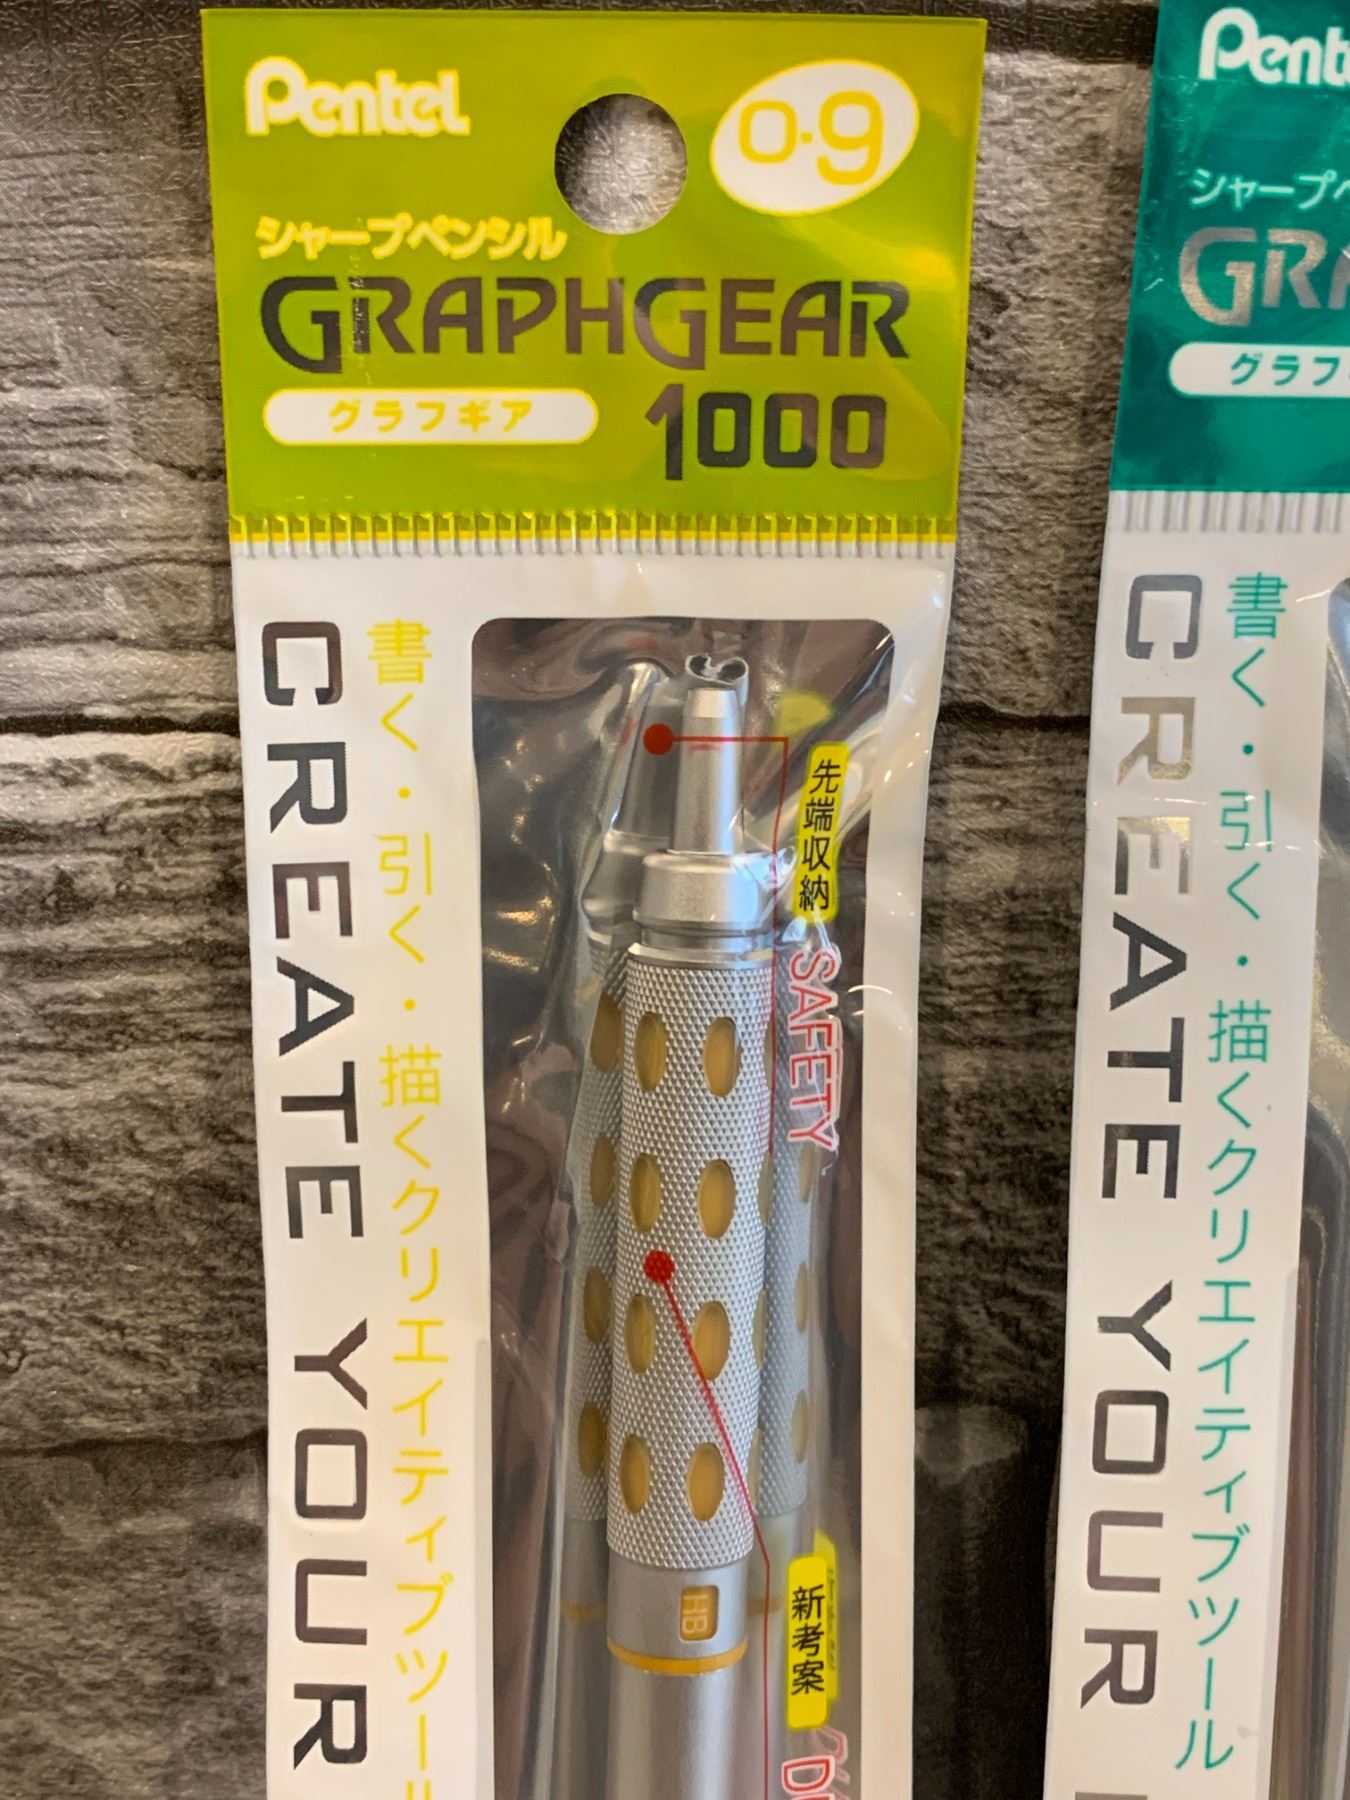 Pentel
0.9
シャープペンシル
GRAPHGEAR
グラフギア
1000
CREATE YOUR
書く・引く・描くクリエイティブツール
先端収納
SAFETY
HB
新考案
Pente
シャープペ
GRA
グラフ
CREATE YOUR
書く・引く・描くクリエイティブツール